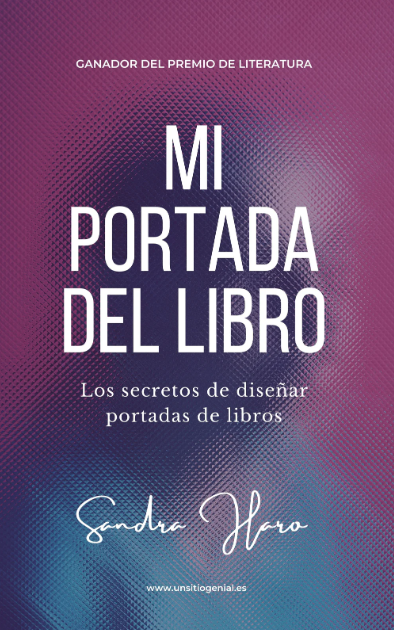 GANADOR DEL PREMIO DE LITERATURA
MI
PORTADA
DEL LIBRO
Los secretos de diseñar
portadas de libros
Sandra Haro
www.unsitiogenial.es